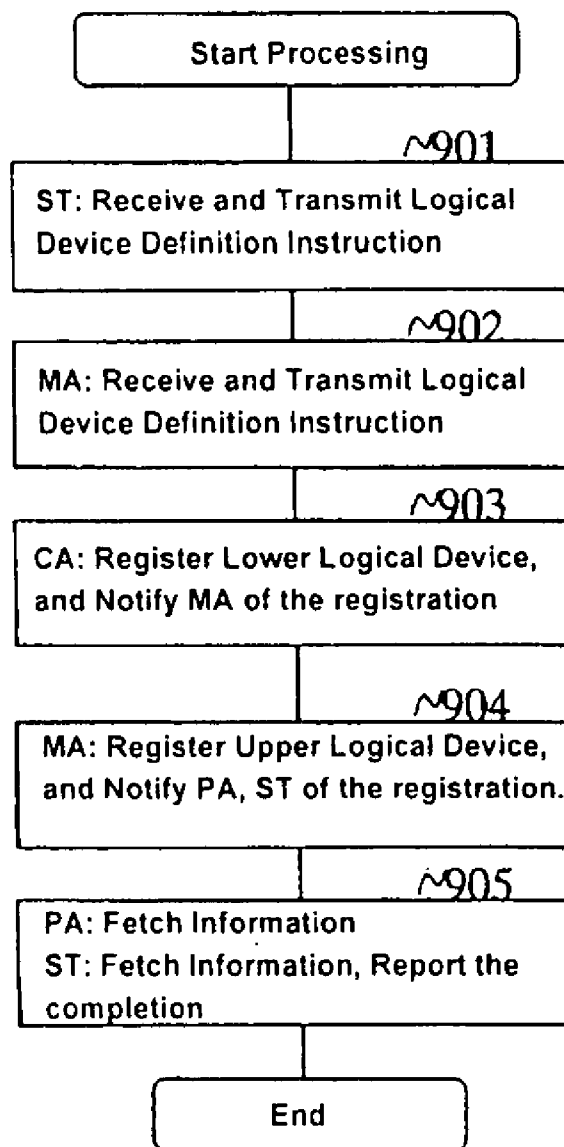 Start Processing
~901
ST: Receive and Transmit Logical
Device Definition Instruction
~902
MA: Receive and Transmit Logical
Device Definition Instruction
~903
CA: Register Lower Logical Device,
and Notify MA of the registration
~904
MA: Register Upper Logical Device,
and Notify PA, ST of the registration.
~905
PA: Fetch Information
ST: Fetch Information, Report the
completion
End